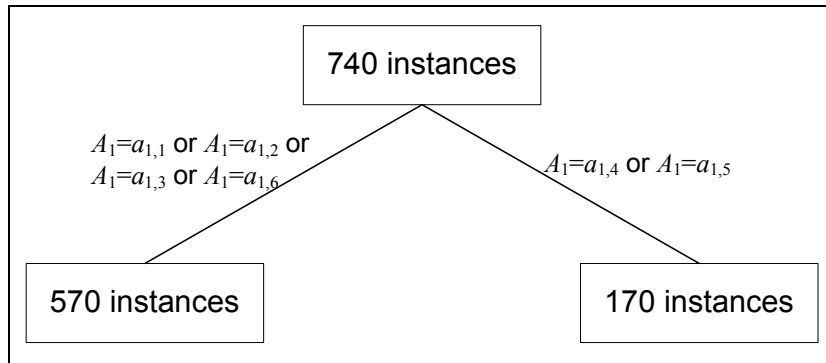 740 instances
A1=a1,1 or A1=a1,2 or
A1=a1,3 or A1=a1,6
A1=a1,4 or A1=a1,5
570 instances
170 instances